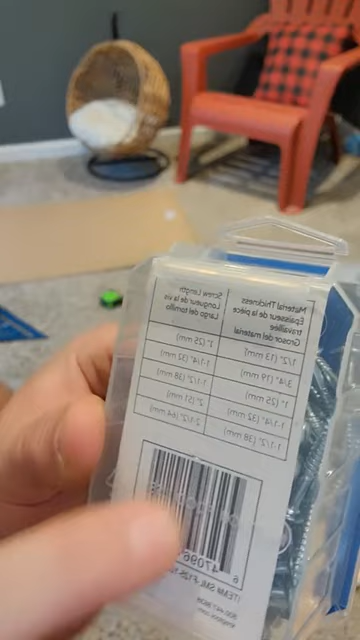 Material Thickness
Épaisseur de la pièce
travaillée
Grosor del material
Screw Length
Longueur de la vis
Largo del tornillo
1/2" (13 mm) 1" (25 mm)
3/4" (19 mm) 1-1/4" (32 mm)
1" (25 mm) 1-1/2" (38 mm)
1-1/4" (32 mm) 2" (51 mm)
1-1/2" (38 mm) 2-1/2" (64 mm)